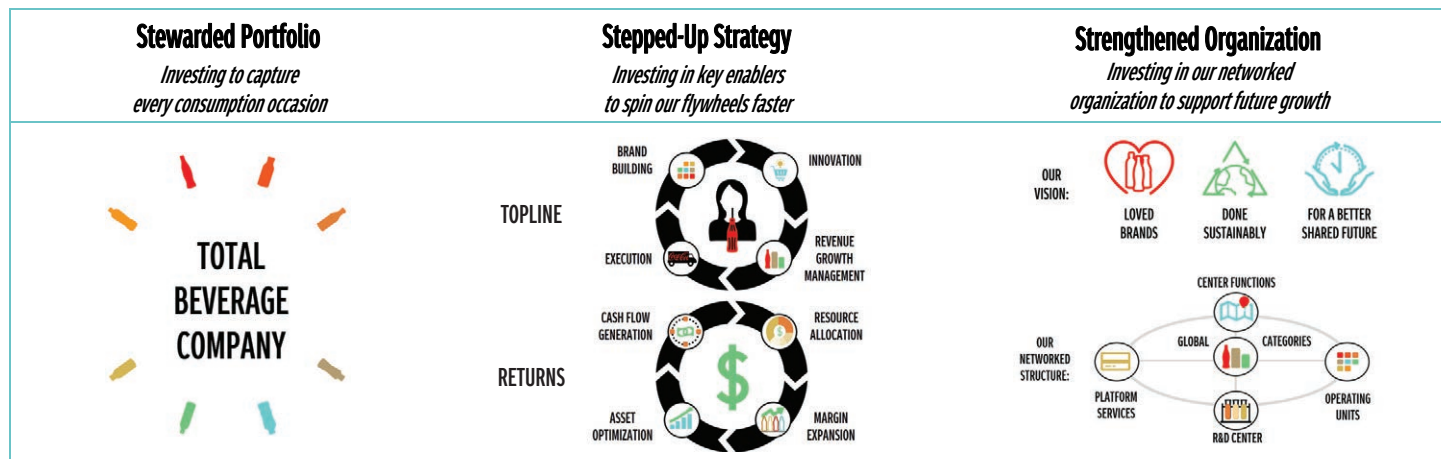 Stewarded Portfolio
Investing to capture
every consumption occasion
Stepped-Up Strategy
Investing in key enablers
to spin our flywheels faster
Strengthened Organization
Investing in our networked
organization to support future growth
TOTAL
BEVERAGE
COMPANY
TOPLINE
BRAND
BUILDING
INNOVATION
EXECUTION
REVENUE
GROWTH
MANAGEMENT
RETURNS
CASH FLOW
GENERATION
RESOURCE
ALLOCATION
$
$
ASSET
OPTIMIZATION
MARGIN
EXPANSION
OUR
VISION:
LOVED
BRANDS
DONE
SUSTAINABLY
FOR A BETTER
SHARED FUTURE
OUR
NETWORKED
STRUCTURE:
CENTER FUNCTIONS
GLOBAL CATEGORIES
PLATFORM
SERVICES
OPERATING
UNITS
R&D CENTER